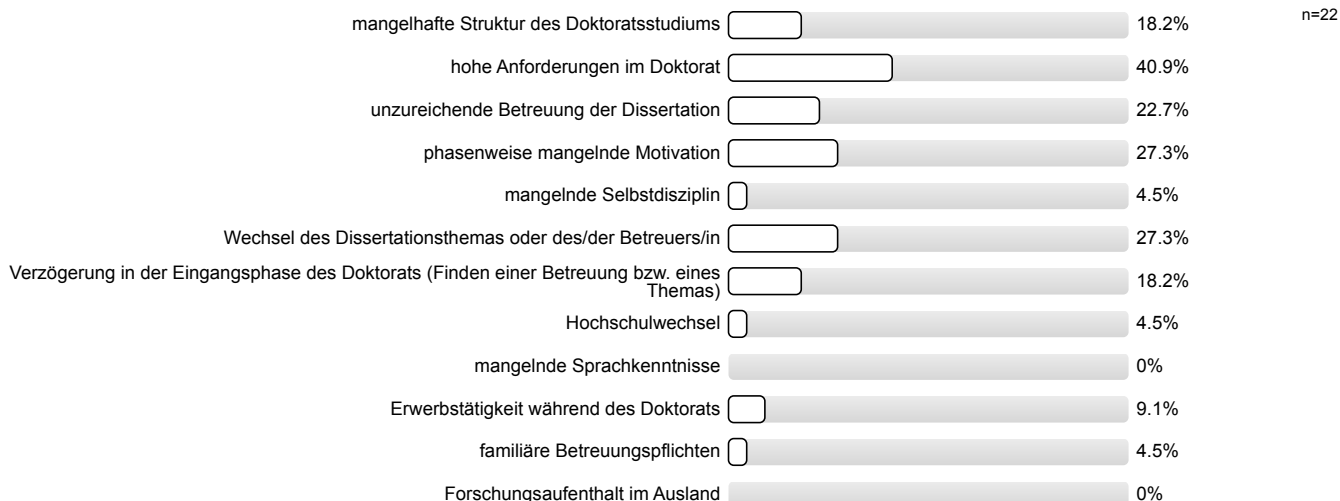 mangelhafte Struktur des Doktoratsstudiums 18.2% n=22
hohe Anforderungen im Doktorat 40.9%
unzureichende Betreuung der Dissertation 22.7%
phasenweise mangelnde Motivation 27.3%
mangelnde Selbstdisziplin 4.5%
Wechsel des Dissertationsthemas oder des/der Betreuers/in 27.3%
Verzögerung in der Eingangsphase des Doktorats (Finden einer Betreuung bzw. eines
Themas) 18.2%
Hochschulwechsel 4.5%
mangelnde Sprachkenntnisse 0%
Erwerbstätigkeit während des Doktorats 9.1%
familiäre Betreuungspflichten 4.5%
Forschungsaufenthalt im Ausland 0%